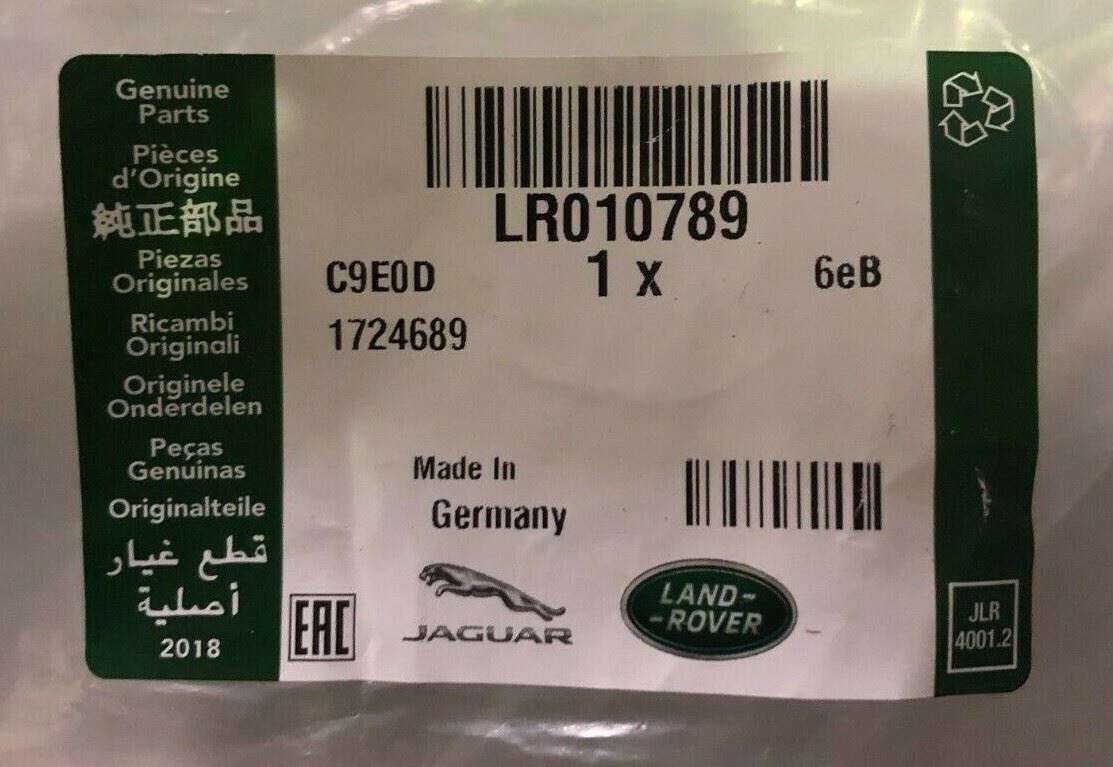 Genuine
Parts
Pièces
d'Origine
純正部品
Piezas
Originales
Ricambi
Originali
Originele
Onderdelen
Peças
Genuinas
Originalteile
قطع غيار
أصلية
2018
LR010789
C9E0D
1 x
6eB
1724689
Made In
Germany
EAC
JAGUAR
LAND-
-ROVER
JLR
4001.2